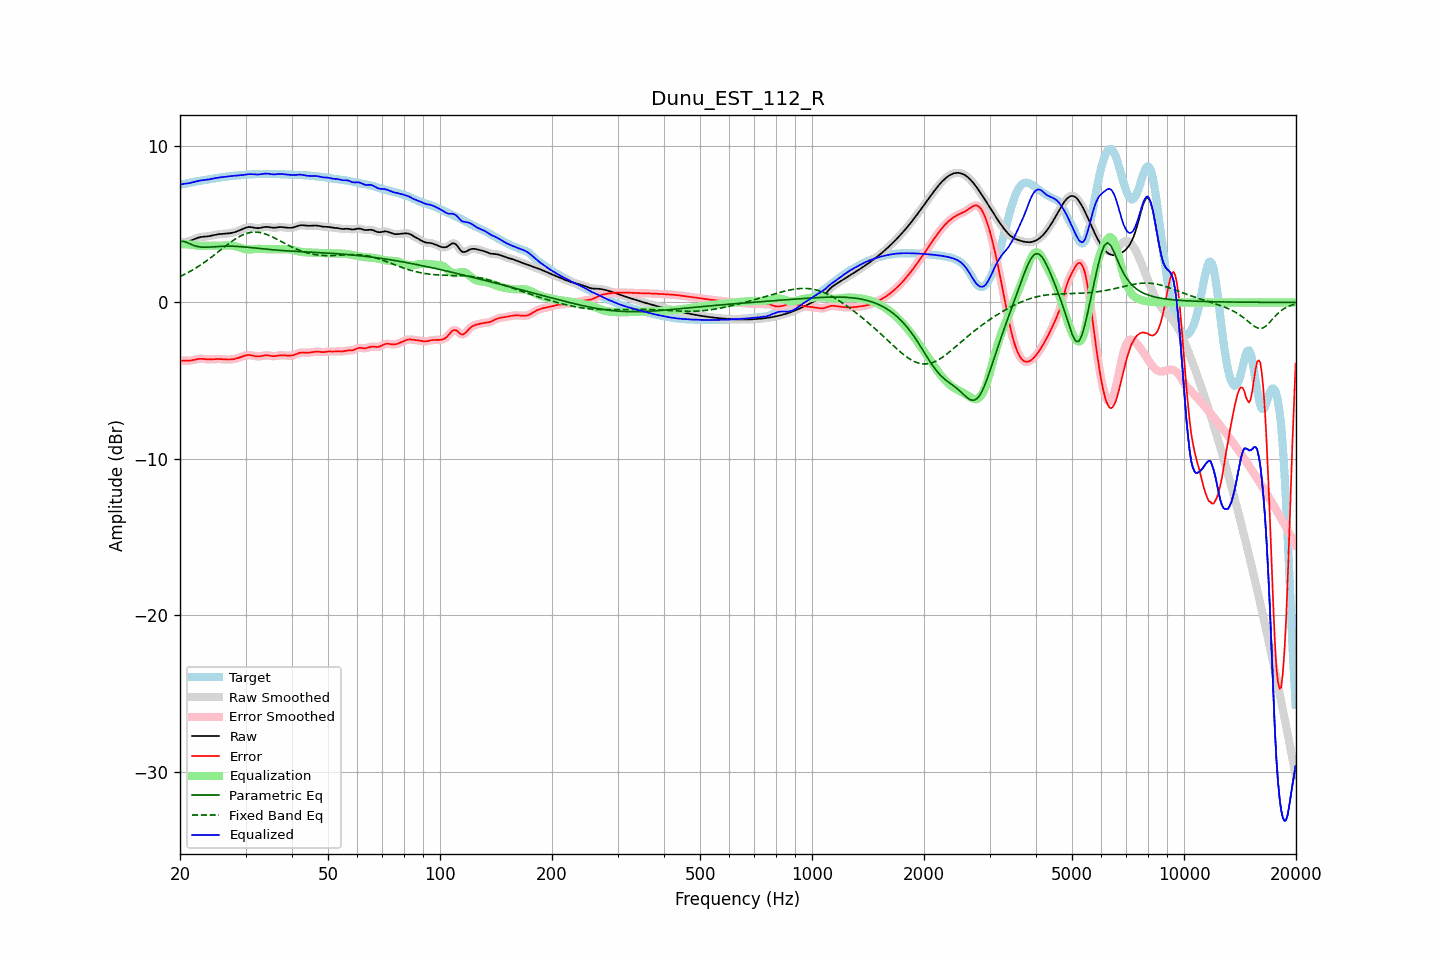 Dunu_EST_112_R
10
0
−10
−20
−30
Amplitude (dBr)
Target
Raw Smoothed
Error Smoothed
Raw
Error
Equalization
Parametric Eq
Fixed Band Eq
Equalized
20 50 100 200 500 1000 2000 5000 10000 20000
Frequency (Hz)